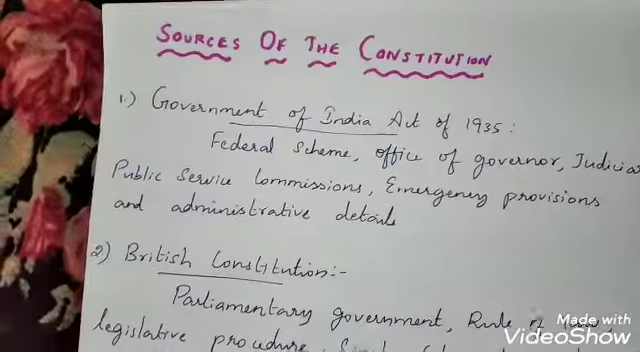 SOURCES OF THE CONSTITUTION
1.) Government of India Act of 1935:
Federal Scheme, office of governor,
Public Service Commissions, Emergency provisions
and administrative details
2) British Constitution:-
Parliamentary government, Rule
legislative procedure,
Made with
VideoShow